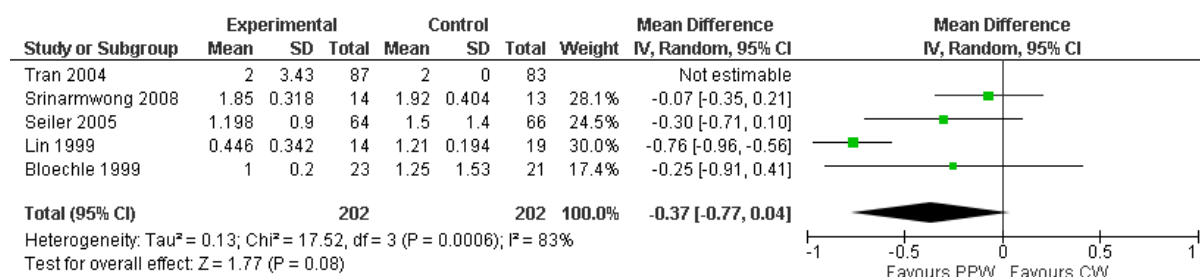 Experimental Control Mean Difference Mean Difference
Study or Subgroup Mean SD Total Mean SD Total Weight IV, Random, 95% CI IV, Random, 95% CI
Tran 2004 2 3.43 87 2 0 83 Not estimable
Srinarmwong 2008 1.85 0.318 14 1.92 0.404 13 28.1% -0.07 [-0.35, 0.21]
Seiler 2005 1.198 0.9 64 1.5 1.4 66 24.5% -0.30 [-0.71, 0.10]
Lin 1999 0.446 0.342 14 1.21 0.194 19 30.0% -0.76 [-0.96, -0.56]
Bloechle 1999 1 0.2 23 1.25 1.53 21 17.4% -0.25 [-0.91, 0.41]
Total (95% CI) 202 202 100.0% -0.37 [-0.77, 0.04]
Heterogeneity: Tau² = 0.13; Chi² = 17.52, df = 3 (P = 0.0006); I² = 83%
Test for overall effect: Z = 1.77 (P = 0.08)
-1 -0.5 0 0.5 1
Favours PPW Favours CW